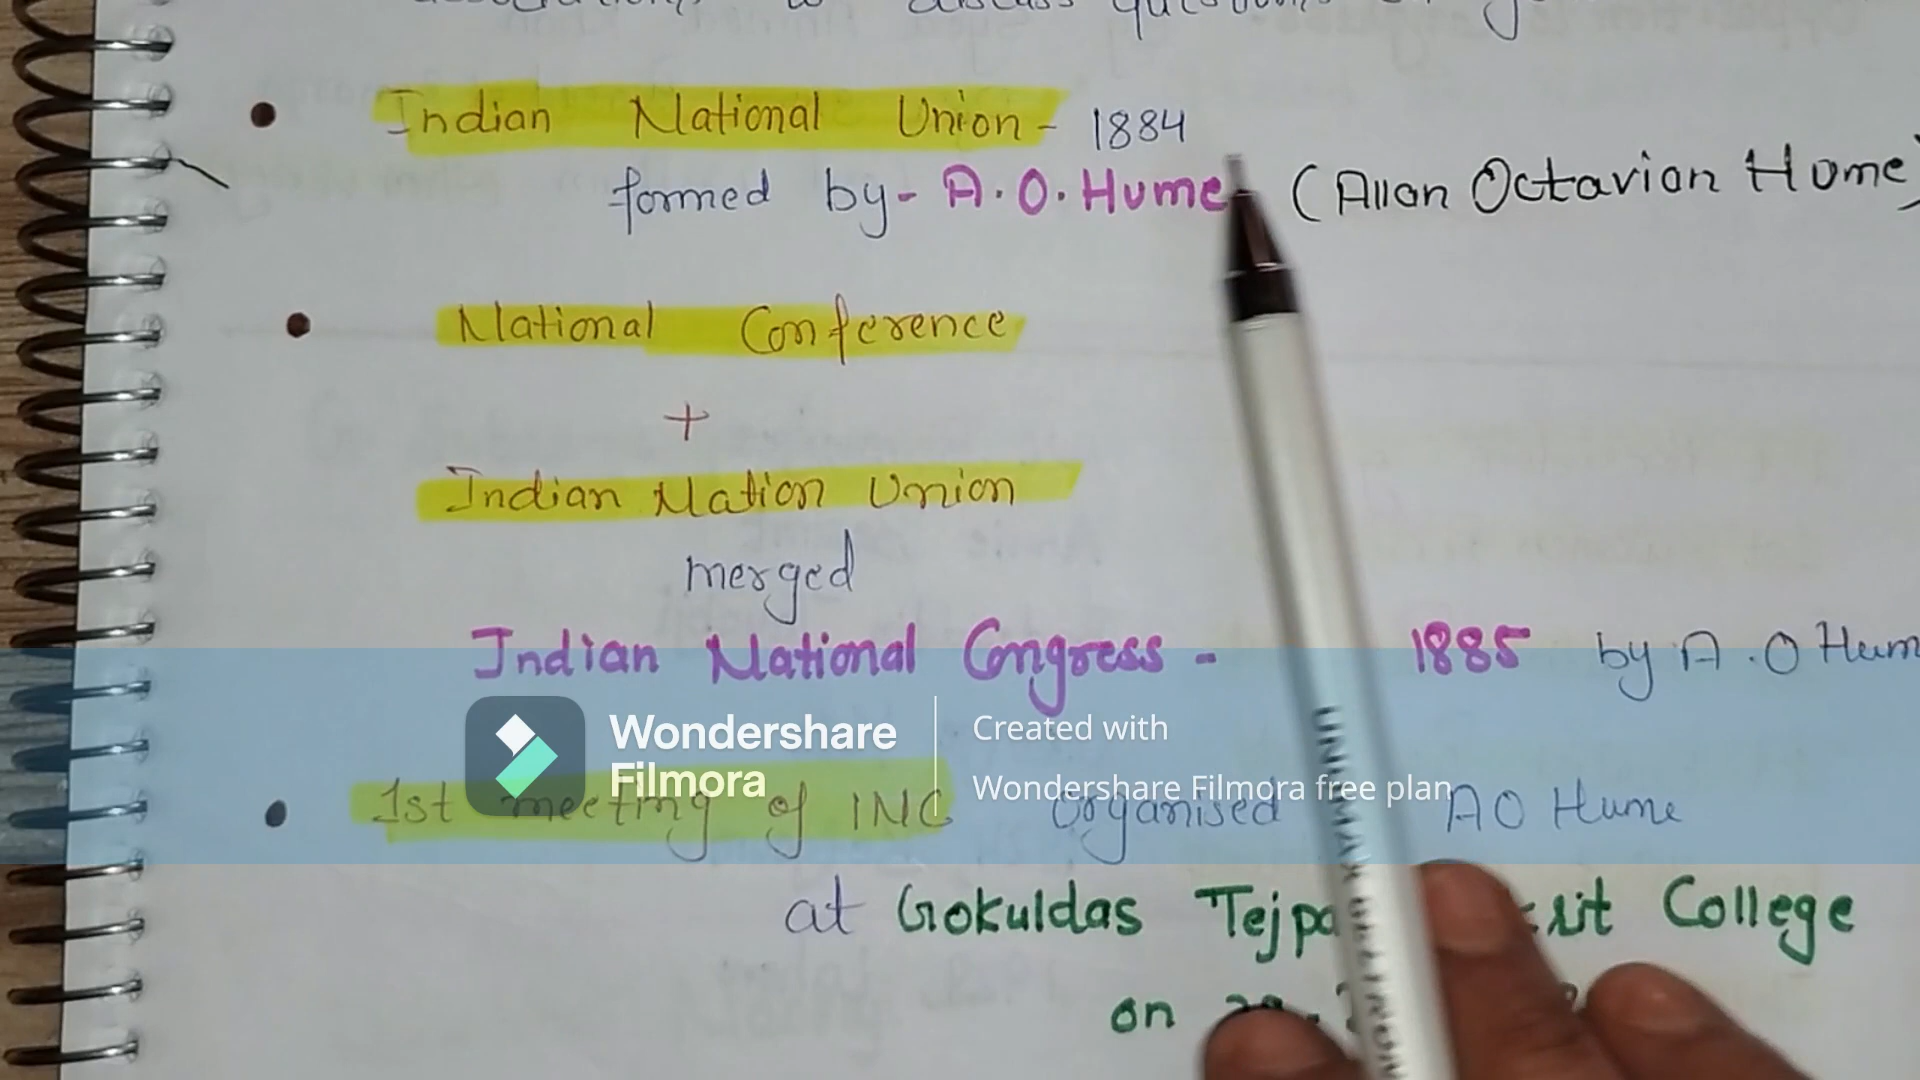 Indian National Union - 1884
formed by - A.O.Hume (Allan Octavian Hume)
National Conference
+
Indian Nation Union
merged
Indian National Congress - 1885 by A.O Hum
Wondershare Filmora
Created with
Wondershare Filmora free plan
1st meeting of INC organised AO Hume
at Gokuldas College
on